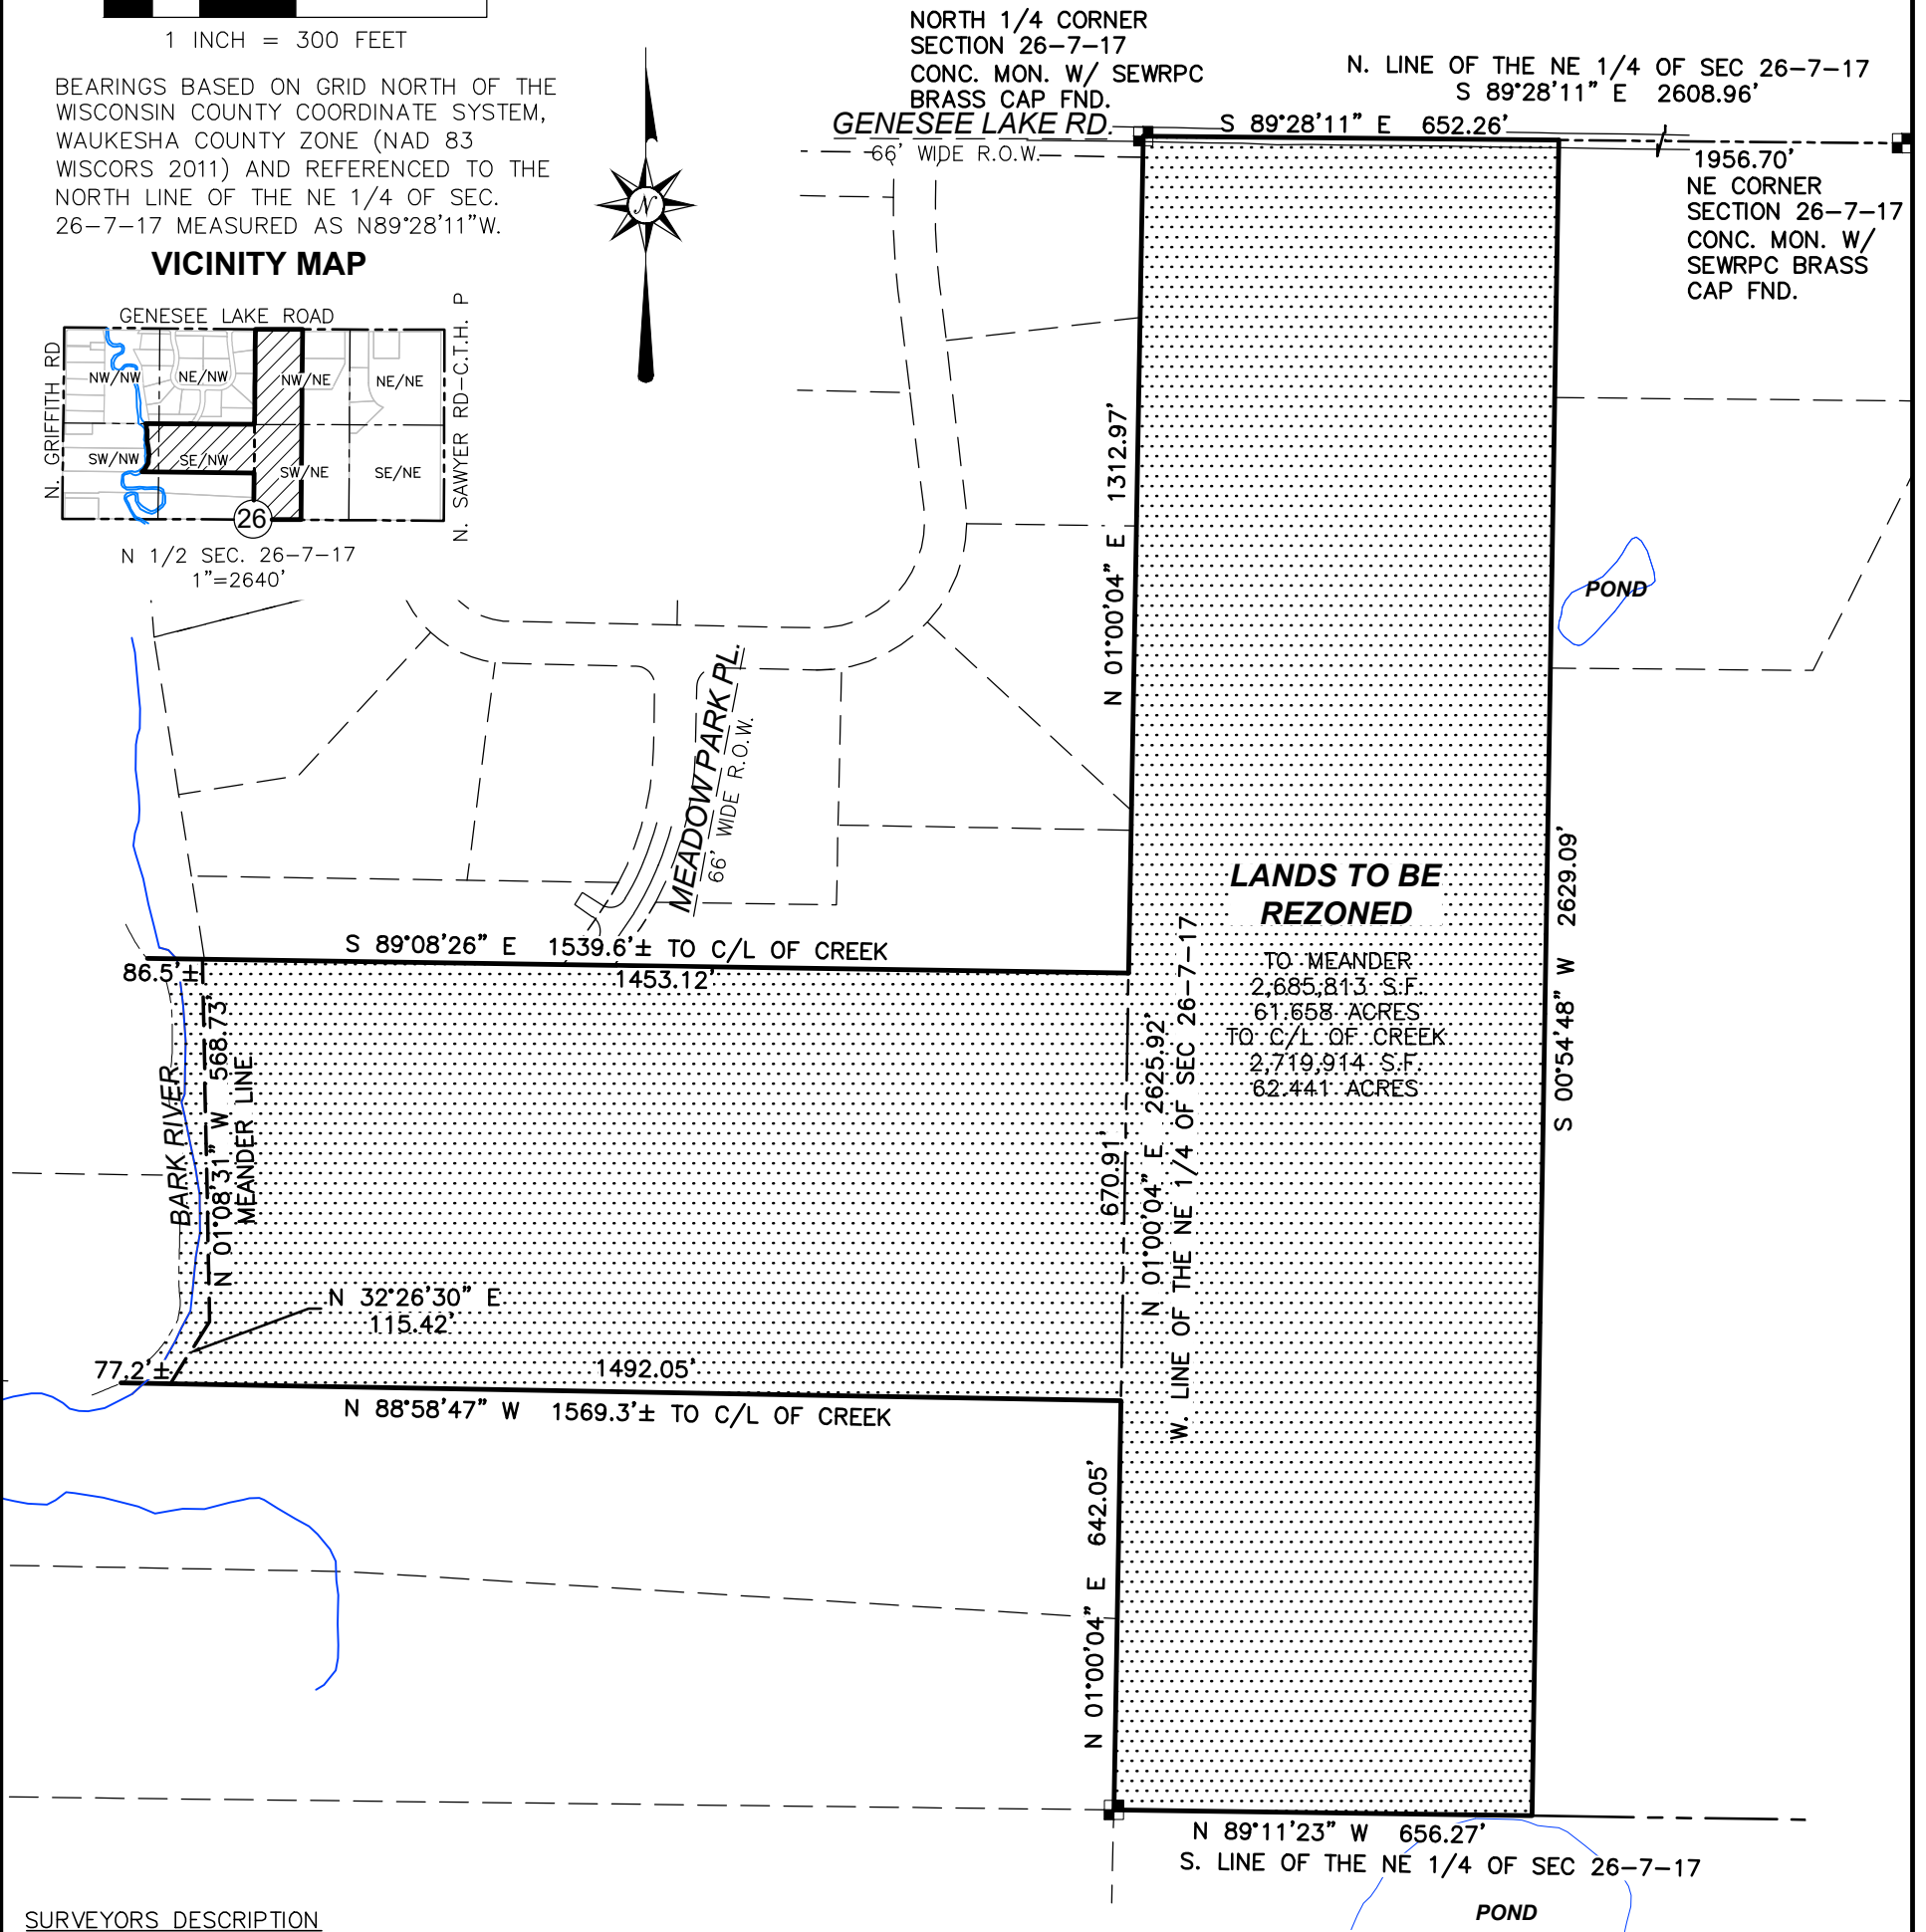 1 INCH = 300 FEET
BEARINGS BASED ON GRID NORTH OF THE
WISCONSIN COUNTY COORDINATE SYSTEM,
WAUKESHA COUNTY ZONE (NAD 83
WISCORS 2011) AND REFERENCED TO THE
NORTH LINE OF THE NE 1/4 OF SEC.
26-7-17 MEASURED AS N89°28'11"W.
VICINITY MAP
GENESEE LAKE ROAD
N. GRIFFITH RD
N. SAWYER RD-C.T.H. P
NW/NW
NE/NW
NW/NE
NE/NE
SW/NW
SE/NW
SW/NE
SE/NE
26
N 1/2 SEC. 26-7-17
1"=2640'
N
NORTH 1/4 CORNER
SECTION 26-7-17
CONC. MON. W/ SEWRPC
BRASS CAP FND.
GENESEE LAKE RD.
66' WIDE R.O.W.
N. LINE OF THE NE 1/4 OF SEC 26-7-17
S 89°28'11" E 2608.96'
S 89°28'11" E 652.26'
1956.70'
NE CORNER
SECTION 26-7-17
CONC. MON. W/
SEWRPC BRASS
CAP FND.
N 01°00'04" E 1312.97'
POND
MEADOW PARK PL.
66' WIDE R.O.W.
LANDS TO BE
REZONED
TO MEANDER
2,685,813 S.F.
61.658 ACRES
TO C/L OF CREEK
2,719,914 S.F.
62.441 ACRES
S 00°54'48" W 2629.09'
S 89°08'26" E 1539.6'± TO C/L OF CREEK
1453.12'
86.5'±
BARK RIVER
N 01°08'31" W 568.73'
MEANDER LINE
670.91'
N 01°00'04" E 2625.92'
W. LINE OF THE NE 1/4 OF SEC 26-7-17
N 32°26'30" E
115.42'
77.2'±
1492.05'
N 88°58'47" W 1569.3'± TO C/L OF CREEK
N 01°00'04" E 642.05'
N 89°11'23" W 656.27'
S. LINE OF THE NE 1/4 OF SEC 26-7-17
POND
SURVEYORS DESCRIPTION